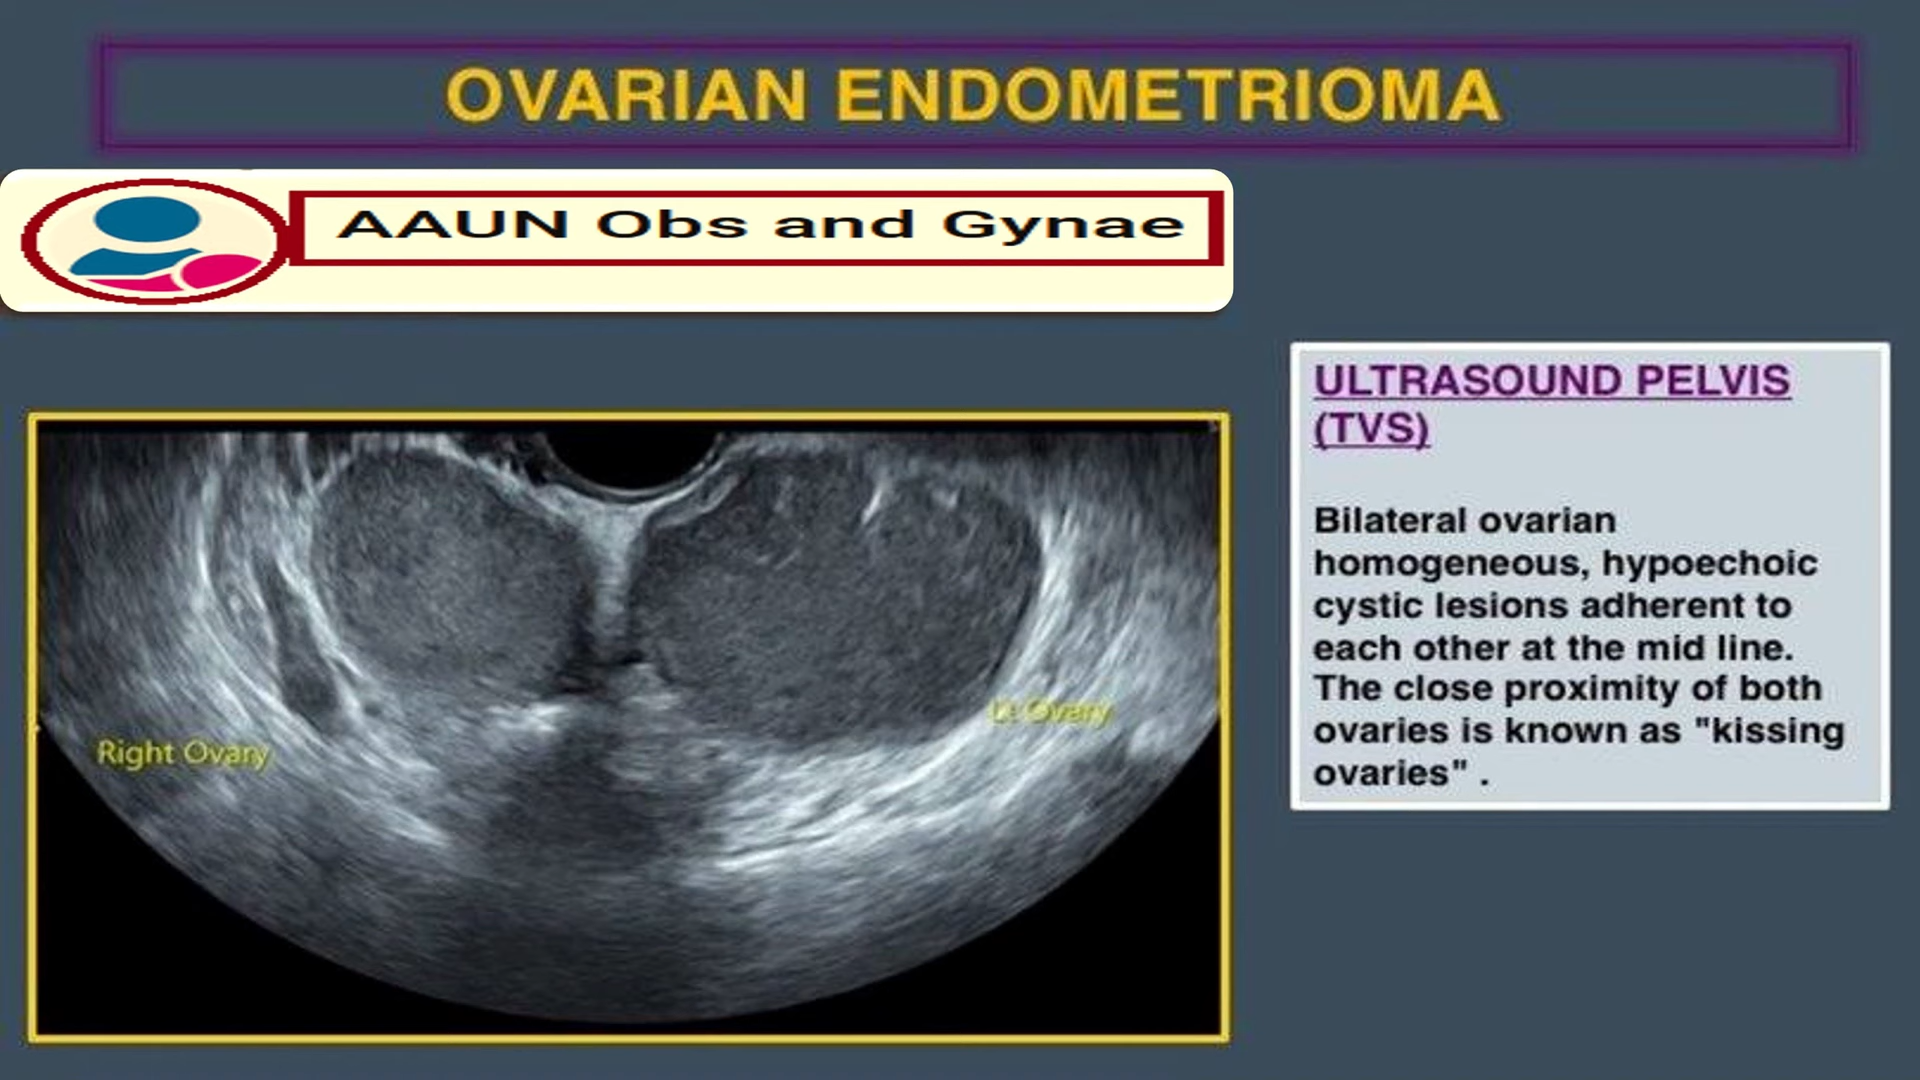 OVARIAN ENDOMETRIOMA
AAUN Obs and Gynae
ULTRASOUND PELVIS
(TVS)
Bilateral ovarian
homogeneous, hypoechoic
cystic lesions adherent to
each other at the mid line.
The close proximity of both
ovaries is known as "kissing
ovaries" .
Right Ovary
Lt Ovary